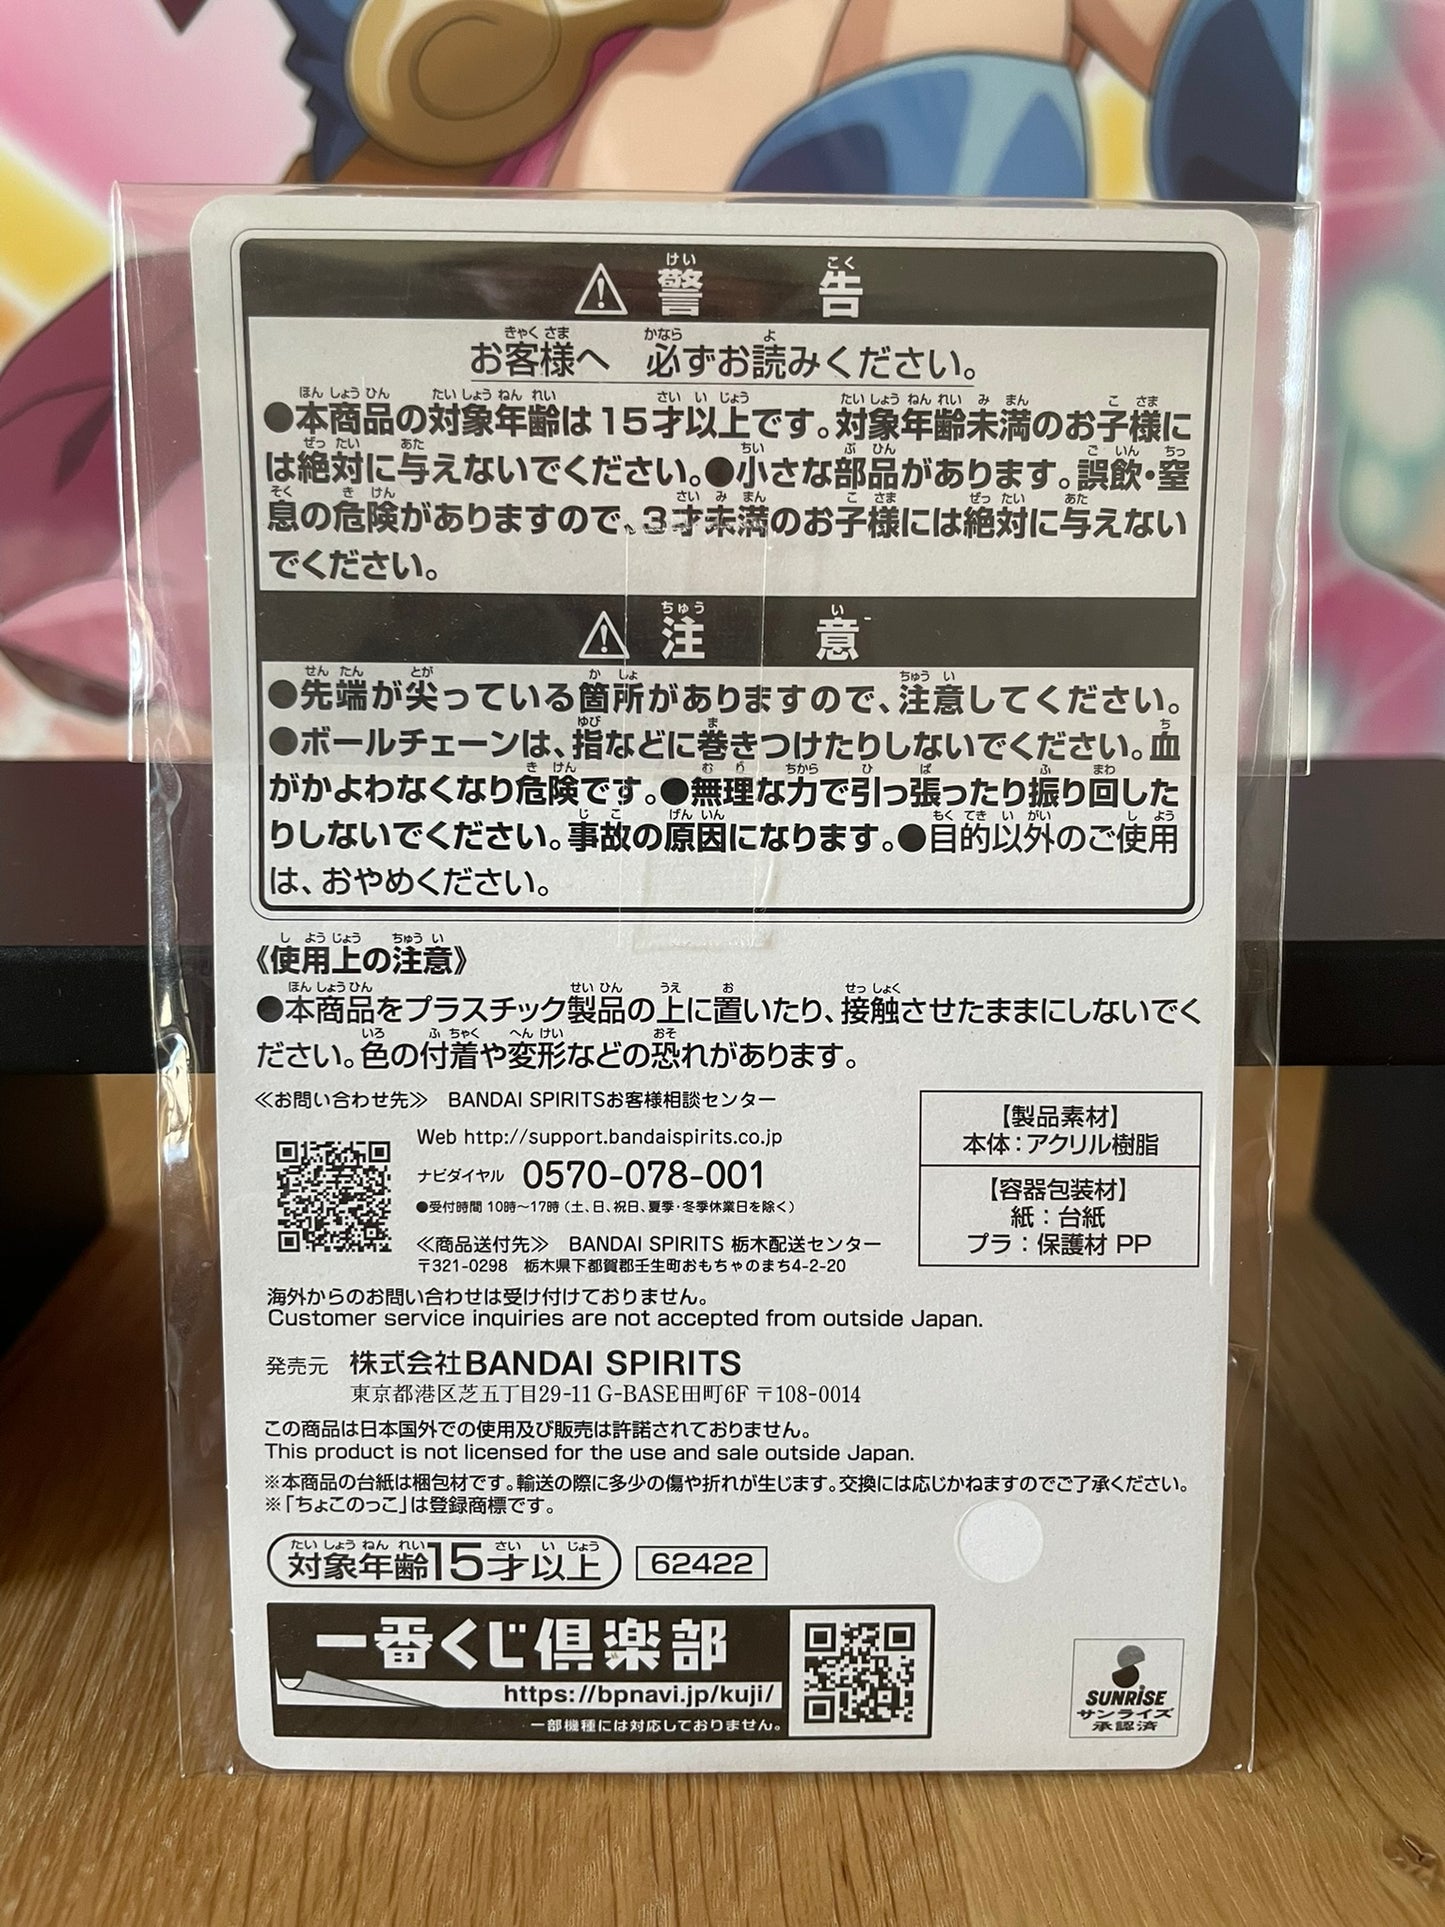 ⚠警告
お客様へ 必ずお読みください。
●本商品の対象年齢は15才以上です。対象年齢未満のお子様に
は絶対に与えないでください。●小さな部品があります。誤飲・窒
息の危険がありますので、3才未満のお子様には絶対に与えない
でください。
⚠注意
●先端が尖っている箇所がありますので、注意してください。
●ボールチェーンは、指などに巻きつけたりしないでください。血
がかよわなくなり危険です。●無理な力で引っ張ったり振り回した
りしないでください。事故の原因になります。●目的以外のご使用
は、おやめください。
《使用上の注意》
●本商品をプラスチック製品の上に置いたり、接触させたままにしないでく
ださい。色の付着や変形などの恐れがあります。
≪お問い合わせ先≫ BANDAI SPIRITSお客様相談センター
Web http://support.bandaispirits.co.jp
ナビダイヤル 0570-078-001
●受付時間 10時〜17時（土、日、祝日、夏季・冬季休業日を除く）
≪商品送付先≫ BANDAI SPIRITS 栃木配送センター
〒321-0298 栃木県下都賀郡壬生町おもちゃのまち4-2-20
【製品素材】
本体：アクリル樹脂
【容器包装材】
紙：台紙
プラ：保護材 PP
海外からのお問い合わせは受け付けておりません。
Customer service inquiries are not accepted from outside Japan.
発売元 株式会社BANDAI SPIRITS
東京都港区芝五丁目29-11 G-BASE田町6F 〒108-0014
この商品は日本国外での使用及び販売は許諾されておりません。
This product is not licensed for the use and sale outside Japan.
※本商品の台紙は梱包材です。輸送の際に多少の傷や折れが生じます。交換には応じかねますのでご了承ください。
※「ちょこのっこ」は登録商標です。
対象年齢15才以上 62422
一番くじ倶楽部
https://bpnavi.jp/kuji/
一部機種には対応しておりません。
SUNRISE
サンライズ
承認済